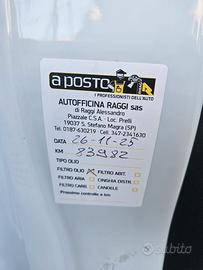 a posto
I PROFESSIONISTI DELL'AUTO
AUTOFFICINA RAGGI sas
di Raggi Alessandro
Piazzale C.S.A. - Loc. Prelli
19037 S. Stefano Magra (SP)
Tel. 0187-630219 - Cell. 347-2341630
DATA 26-11-25
KM 83982
TIPO OLIO
FILTRO OLIO X FILTRO ABIT.
FILTRO ARIA CINGHIA DISTR.
FILTRO CARB. CANDELE
Prossimo controllo a km
Subito